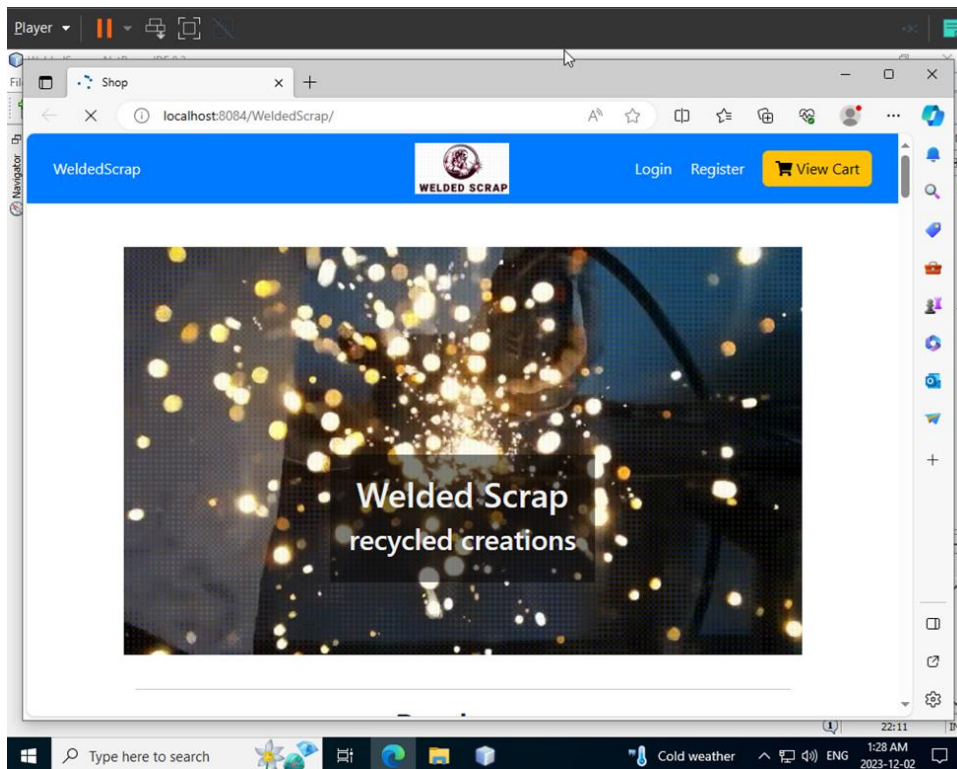 Player
Shop
localhost:8084/WeldedScrap/
WeldedScrap
WELDED SCRAP
Login Register View Cart
Navigator
Welded Scrap
recycled creations
22:11
Type here to search
Cold weather
ENG
1:28 AM
2023-12-02